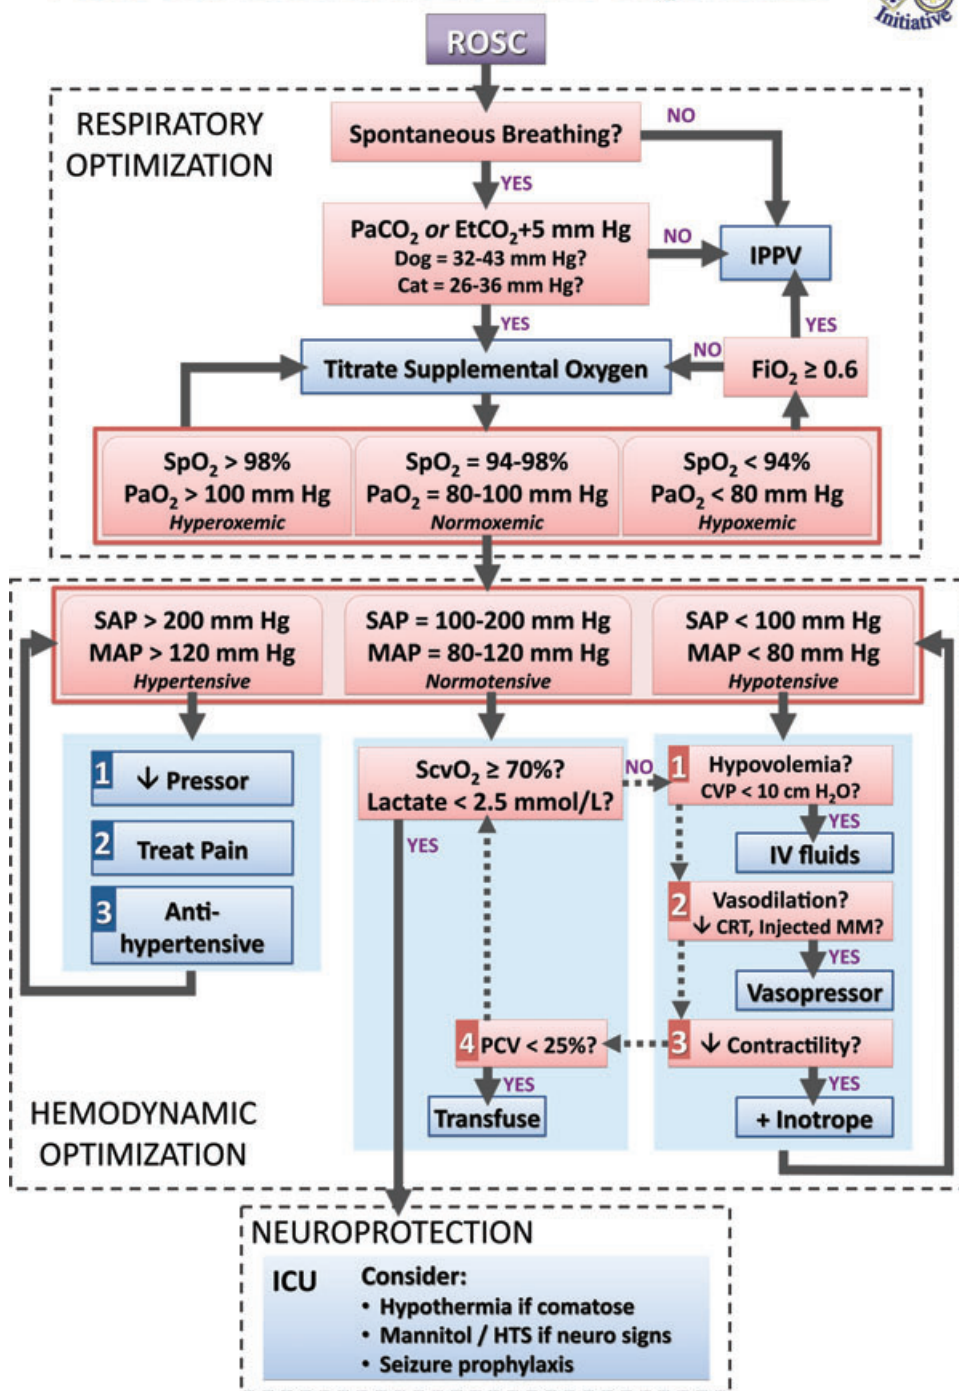 Initiative
ROSC
RESPIRATORY
OPTIMIZATION
Spontaneous Breathing?
NO
YES
PaCO₂ or EtCO₂+5 mm Hg
Dog = 32-43 mm Hg?
Cat = 26-36 mm Hg?
NO
IPPV
YES
YES
Titrate Supplemental Oxygen
NO
FiO₂ ≥ 0.6
SpO₂ > 98%
PaO₂ > 100 mm Hg
Hyperoxemic
SpO₂ = 94-98%
PaO₂ = 80-100 mm Hg
Normoxemic
SpO₂ < 94%
PaO₂ < 80 mm Hg
Hypoxemic
SAP > 200 mm Hg
MAP > 120 mm Hg
Hypertensive
SAP = 100-200 mm Hg
MAP = 80-120 mm Hg
Normotensive
SAP < 100 mm Hg
MAP < 80 mm Hg
Hypotensive
1 ↓ Pressor
2 Treat Pain
3 Anti-
hypertensive
ScvO₂ ≥ 70%?
Lactate < 2.5 mmol/L?
NO
YES
1 Hypovolemia?
CVP < 10 cm H₂O?
YES
IV fluids
2 Vasodilation?
↓ CRT, Injected MM?
YES
Vasopressor
3 ↓ Contractility?
YES
+ Inotrope
4 PCV < 25%?
YES
Transfuse
HEMODYNAMIC
OPTIMIZATION
NEUROPROTECTION
ICU
Consider:
• Hypothermia if comatose
• Mannitol / HTS if neuro signs
• Seizure prophylaxis